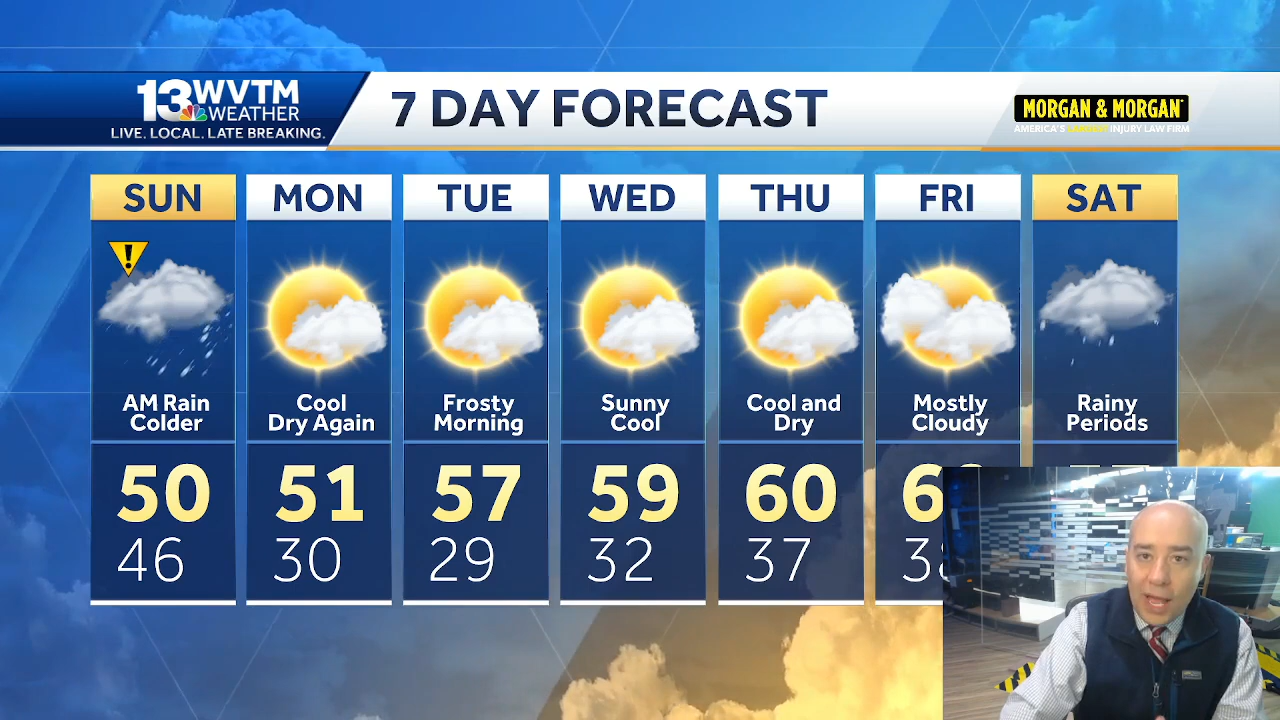 13 WVTM
WEATHER
LIVE. LOCAL. LATE BREAKING.
7 DAY FORECAST
MORGAN & MORGAN
AMERICA'S LARGEST INJURY LAW FIRM
SUN
MON
TUE
WED
THU
FRI
SAT
!
AM Rain
Colder
Cool
Dry Again
Frosty
Morning
Sunny
Cool
Cool and
Dry
Mostly
Cloudy
Rainy
Periods
50
51
57
59
60
46
30
29
32
37